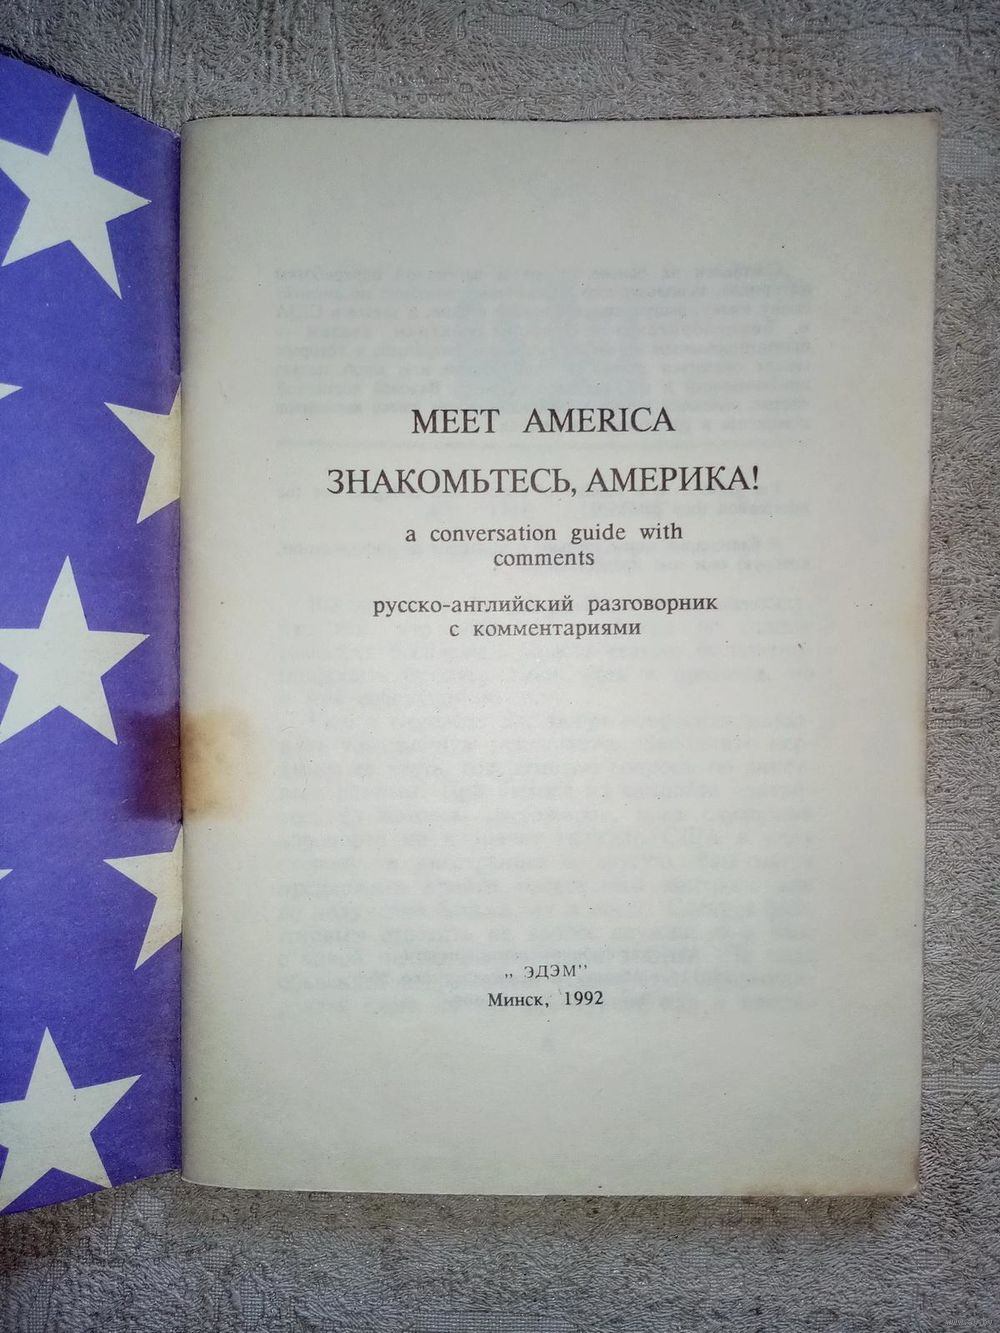 MEET AMERICA
ЗНАКОМЬТЕСЬ, АМЕРИКА!
a conversation guide with
comments
русско-английский разговорник
с комментариями
„ ЭДЭМ"
Минск, 1992